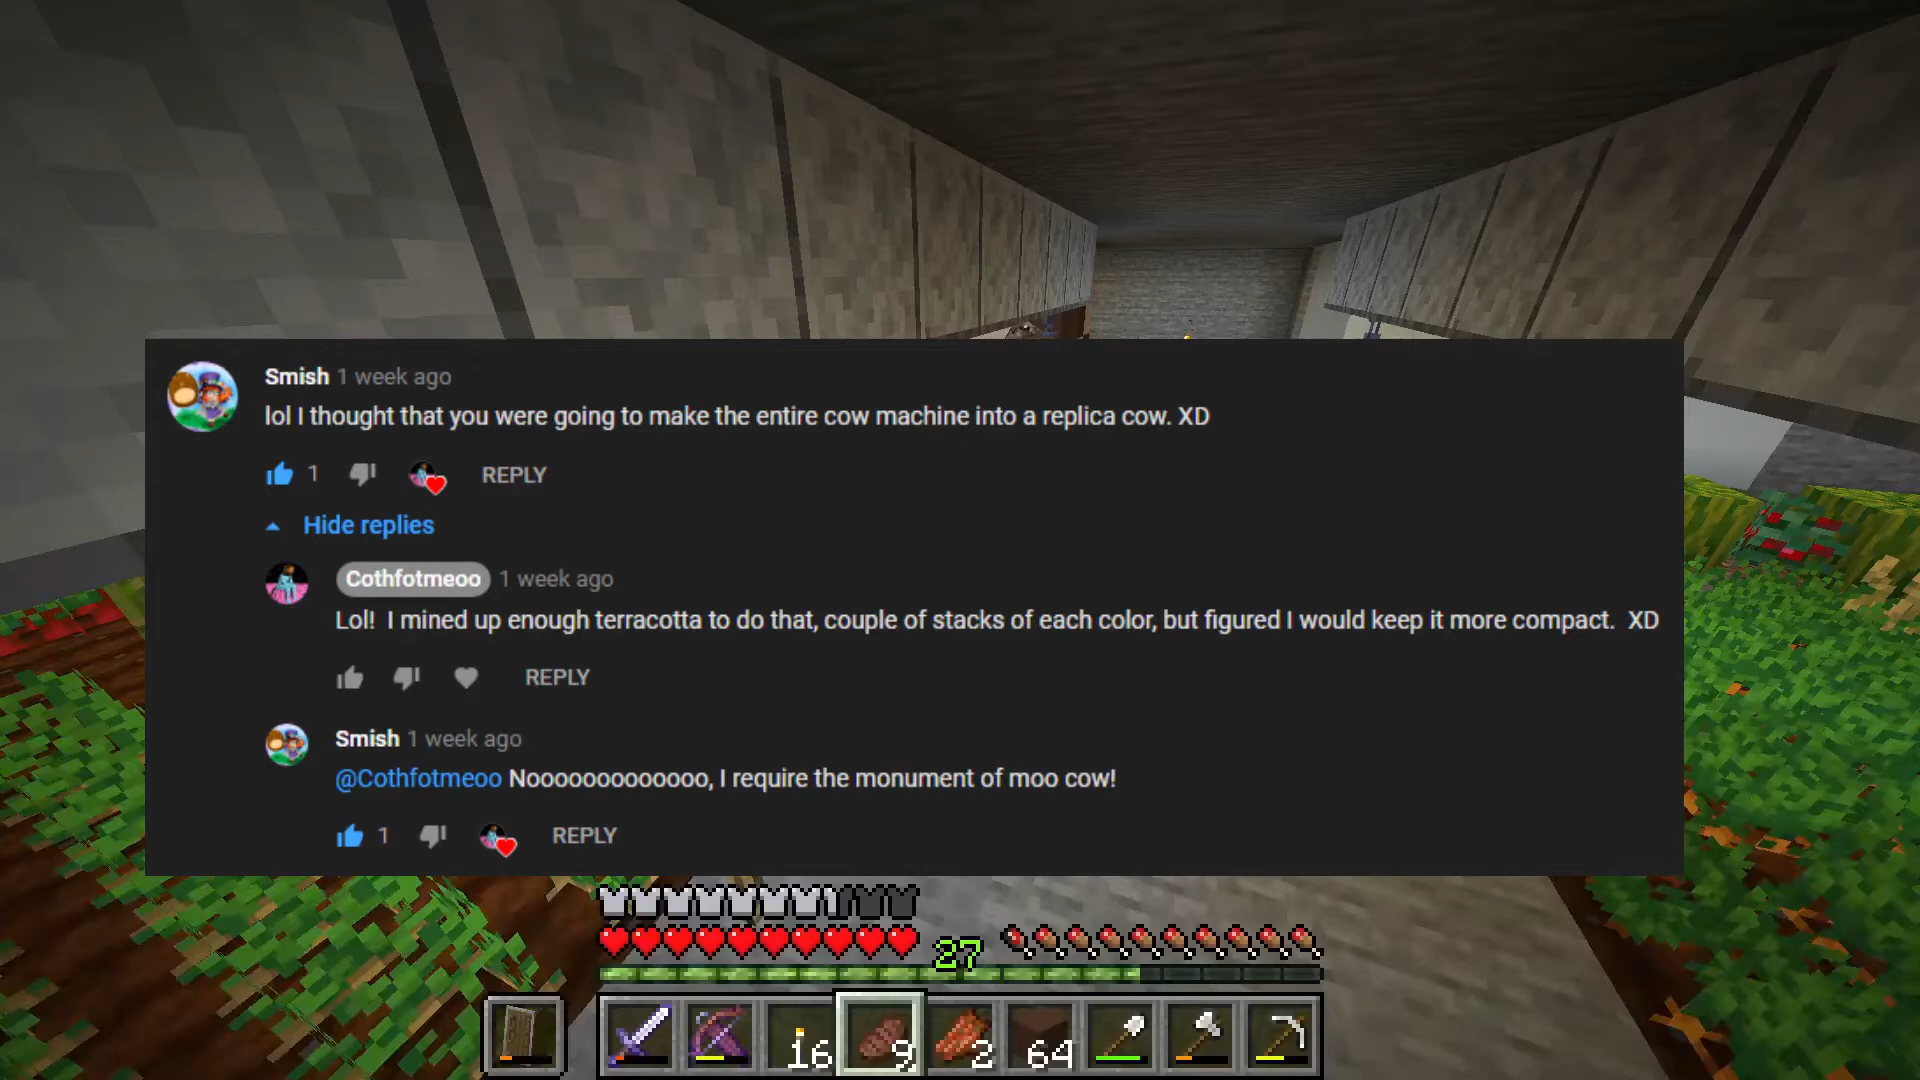 Smish 1 week ago
lol I thought that you were going to make the entire cow machine into a replica cow. XD
1 REPLY
Hide replies
Cothfotmeoo 1 week ago
Lol! I mined up enough terracotta to do that, couple of stacks of each color, but figured I would keep it more compact. XD
REPLY
Smish 1 week ago
@Cothfotmeoo Nooooooooooooo, I require the monument of moo cow!
1 REPLY
27
16 9 2 64